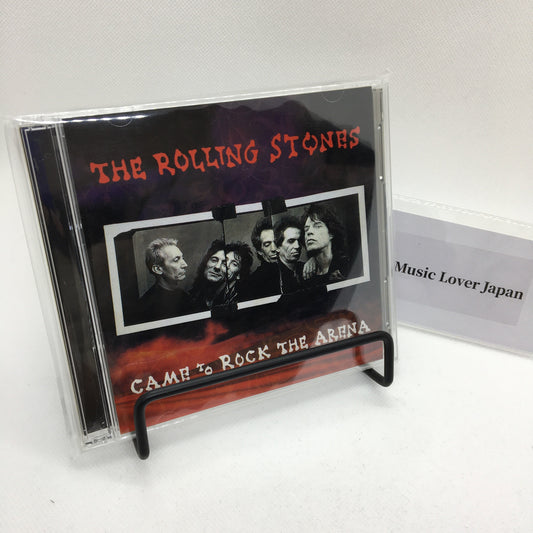 THE ROLLING STONES
CAME TO ROCK THE ARENA
Music Lover Japan